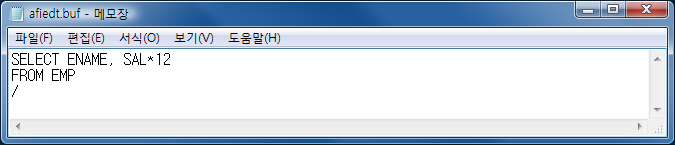 afiedt.buf - 메모장
파일(F) 편집(E) 서식(O) 보기(V) 도움말(H)
SELECT ENAME, SAL*12
FROM EMP
/